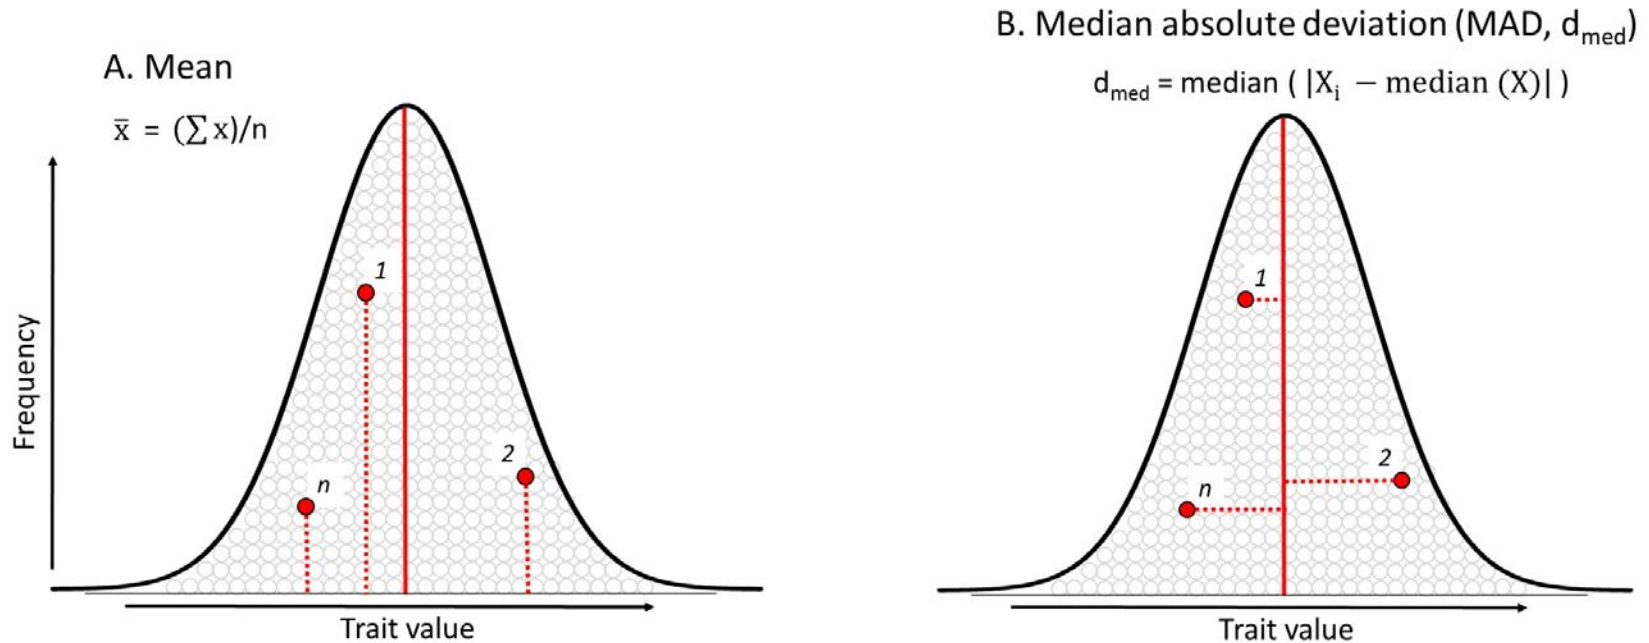 A. Mean
x̄ = (∑ x)/n
1
2
n
Frequency
Trait value
B. Median absolute deviation (MAD, dmed)
dmed = median ( |Xi − median (X)| )
1
2
n
Trait value